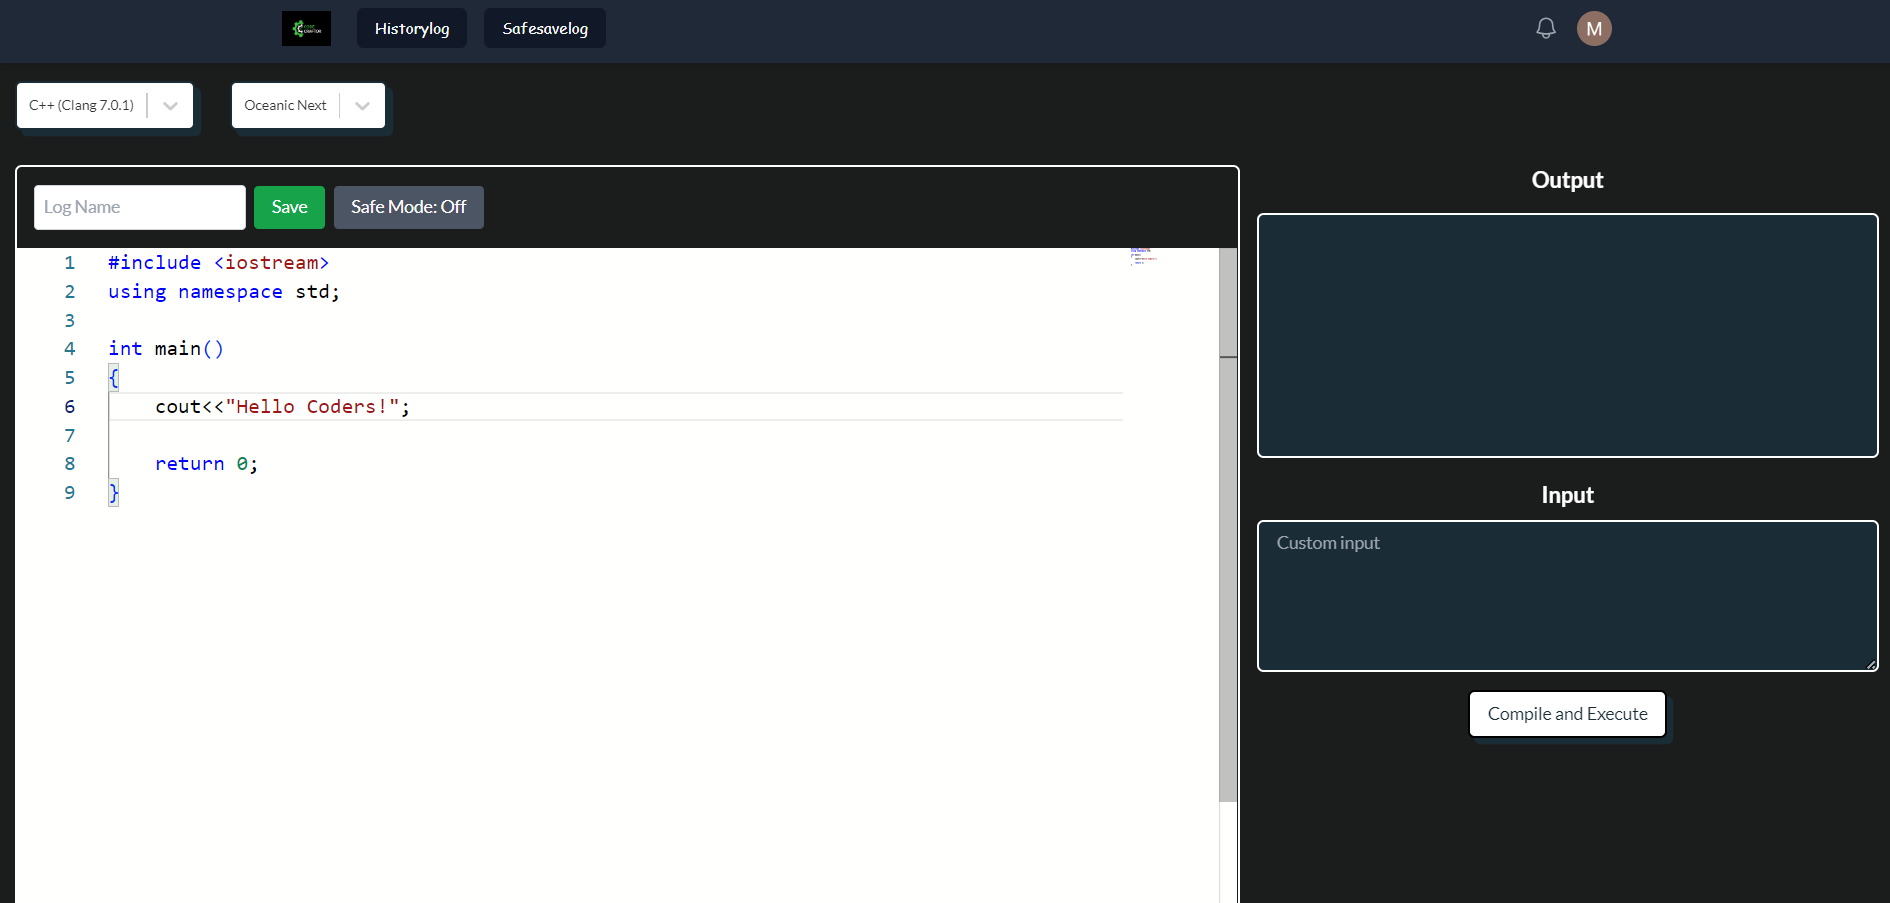 Historylog
Safesavelog
M
C++ (Clang 7.0.1)
Oceanic Next
Log Name
Save
Safe Mode: Off
1 #include <iostream>
2 using namespace std;
3
4 int main()
5 {
6     cout<<"Hello Coders!";
7
8     return 0;
9 }
Output
Input
Custom input
Compile and Execute